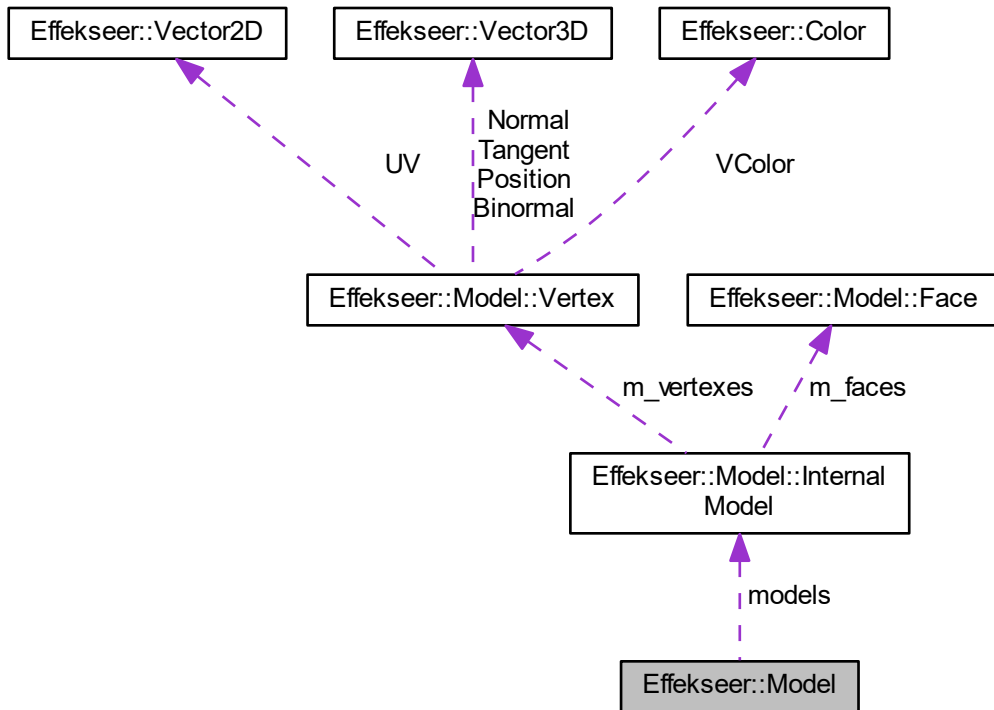 Effekseer::Vector2D
Effekseer::Vector3D
Effekseer::Color
UV
Normal
Tangent
Position
Binormal
VColor
Effekseer::Model::Vertex
Effekseer::Model::Face
m_vertexes
m_faces
Effekseer::Model::Internal
Model
models
Effekseer::Model